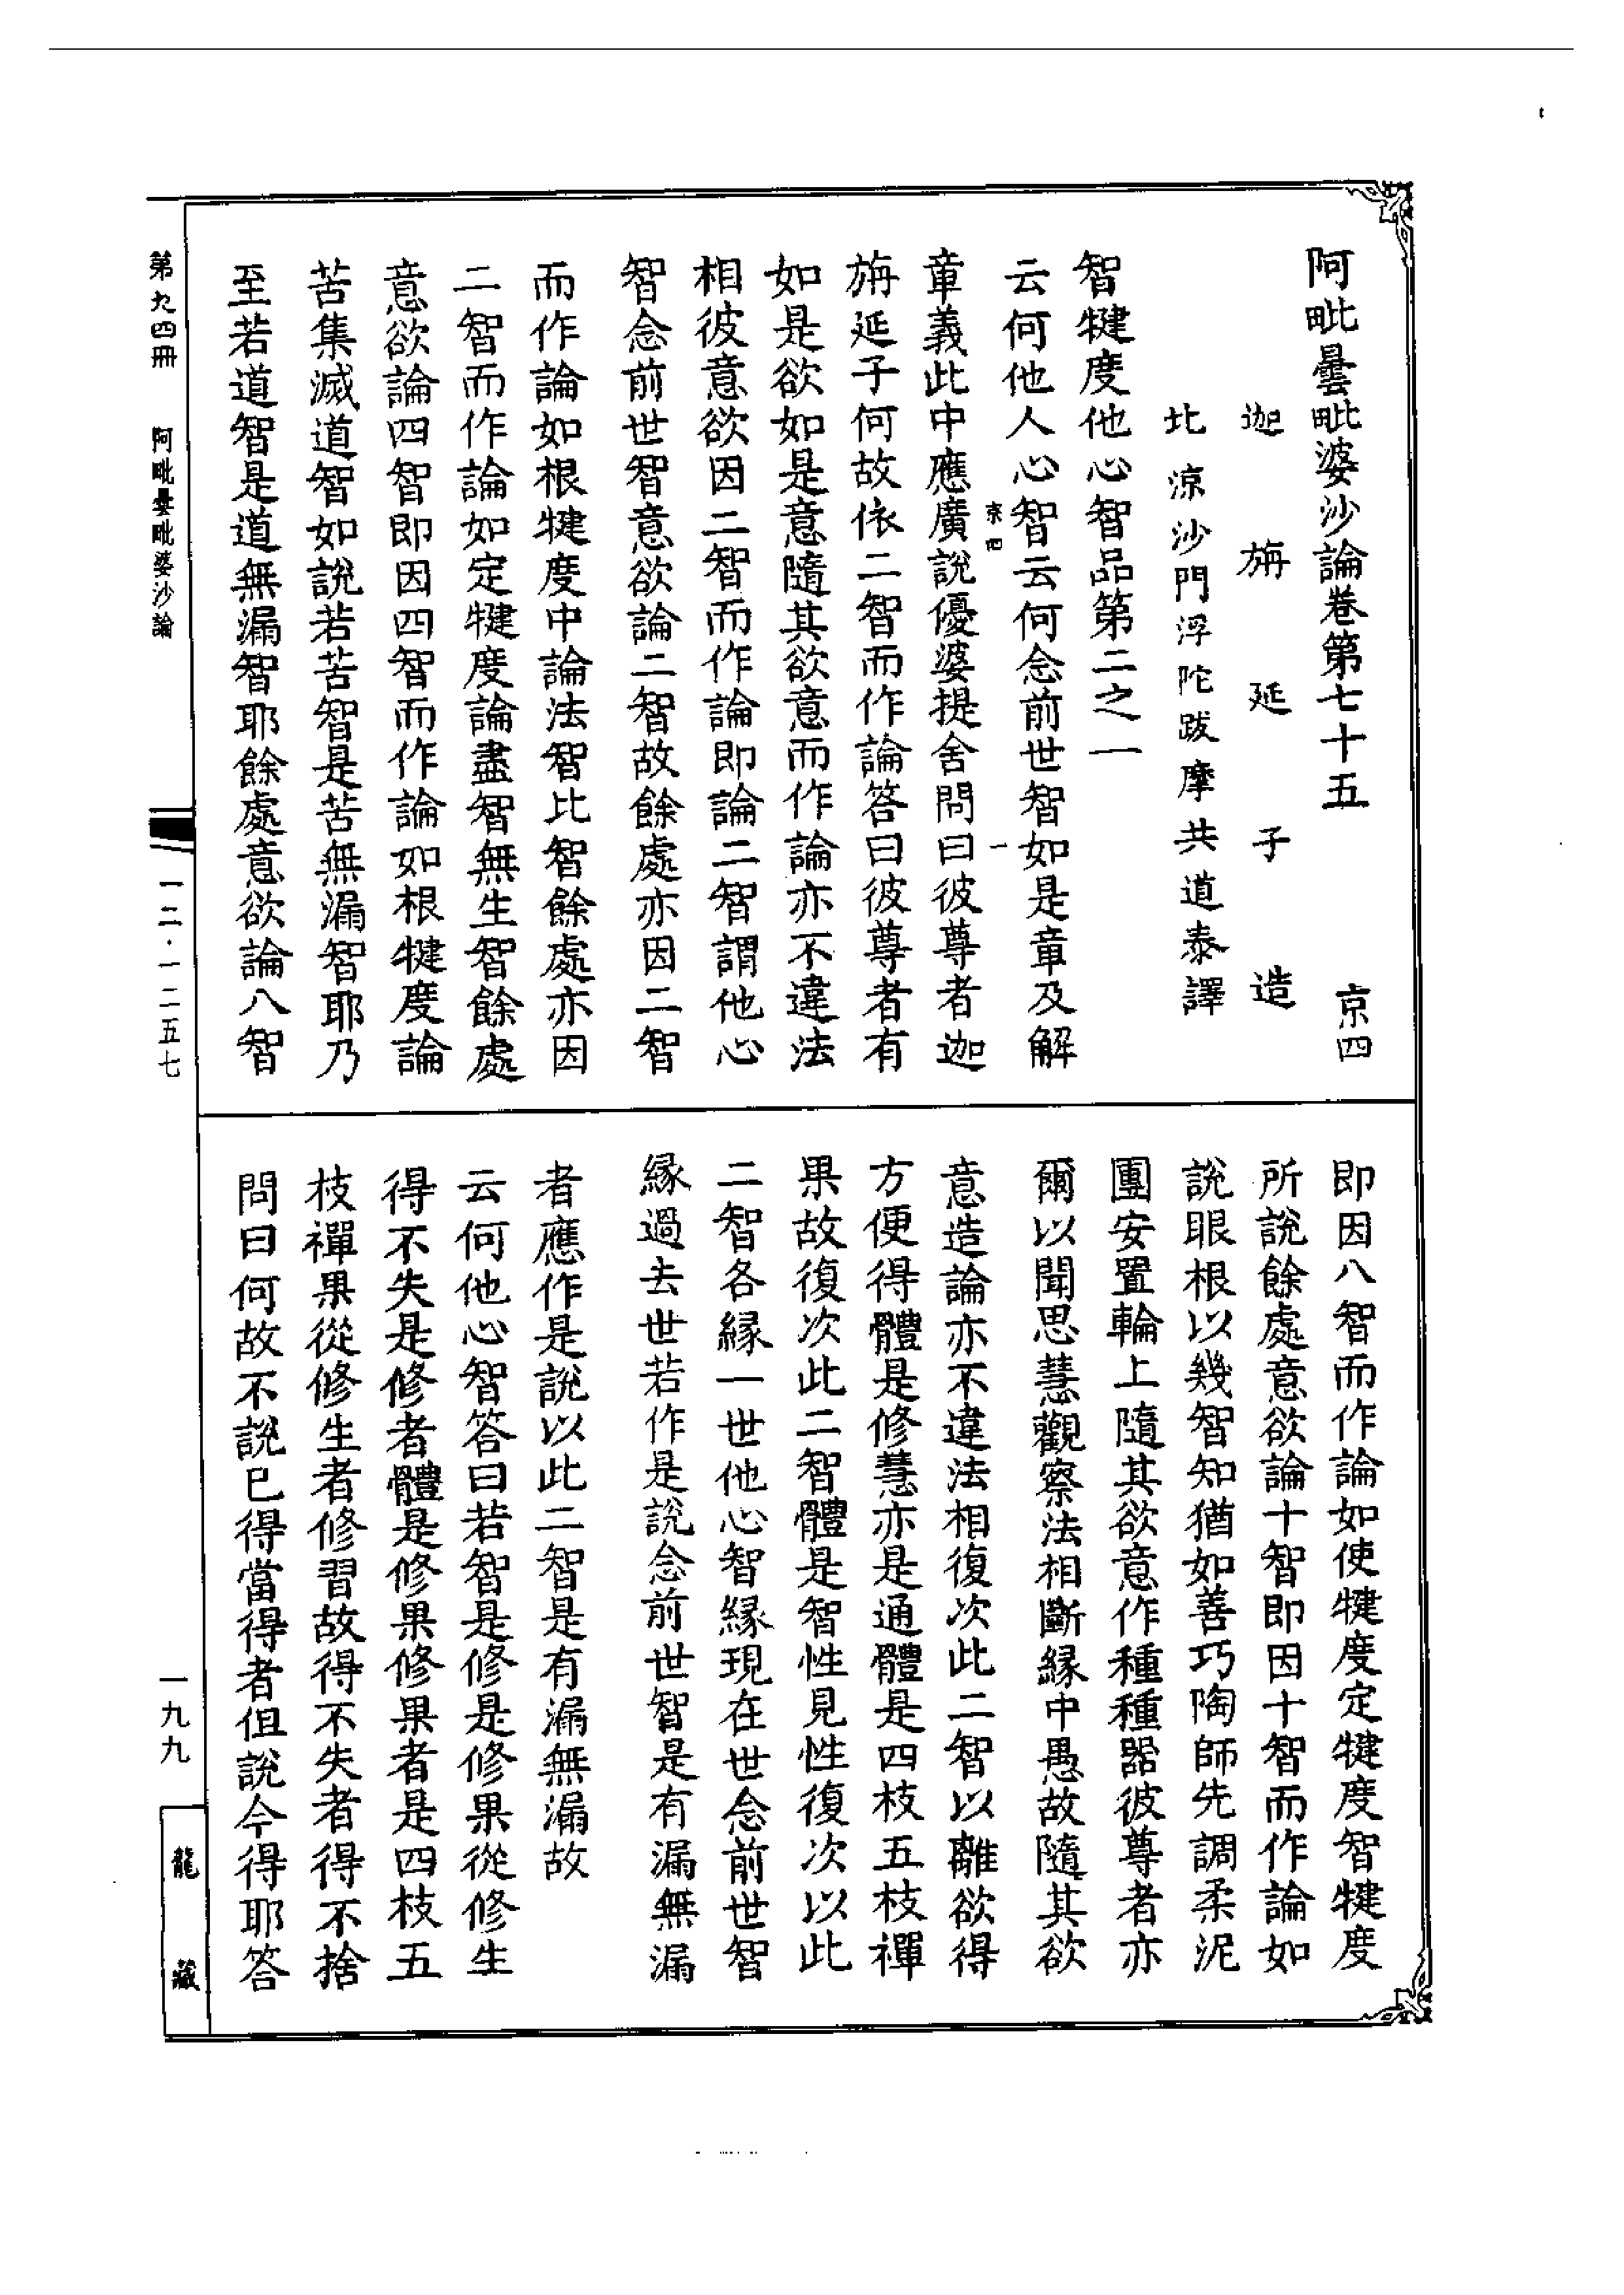 阿毗曇毗婆沙論卷第七十五　京四
迦旃延子造
北涼沙門浮陀跋摩共道泰譯
智犍度他心智品第二之一
云何他人心智云何念前世智如是章及解
京四　一
章義此中應廣說優婆提舍問曰彼尊者迦
旃延子何故依二智而作論答曰彼尊者有
如是欲如是意隨其欲意而作論亦不違法
相彼意欲因二智而作論即論二智謂他心
智念前世智意欲論二智故餘處亦因二智
而作論如根犍度中論法智比智餘處亦因
二智而作論如定犍度論盡智無生智餘處
意欲論四智即因四智而作論如根犍度論
苦集滅道智如說若苦智是苦無漏智耶乃
至若道智是道無漏智耶餘處意欲論八智
即因八智而作論如使犍度定犍度智犍度
所說餘處意欲論十智即因十智而作論如
說眼根以幾智知猶如善巧陶師先調柔泥
團安置輪上隨其欲意作種種器彼尊者亦
爾以聞思慧觀察法相斷緣中愚故隨其欲
意造論亦不違法相復次此二智以離欲得
方便得體是修慧亦是通體是四枝五枝禪
果故復次此二智體是智性見性復次以此
二智各緣一世他心智緣現在世念前世智
緣過去世若作是說念前世智是有漏無漏
者應作是說以此二智是有漏無漏故
云何他心智答曰若智是修是修果從修生
得不失是修者體是修果修果者是四枝五
枝禪果從修生者修習故得不失者得不捨
問曰何故不說已得當得者但說今得耶答
第九四冊　阿毗曇毗婆沙論
一二·一二五七
一九九
龍藏